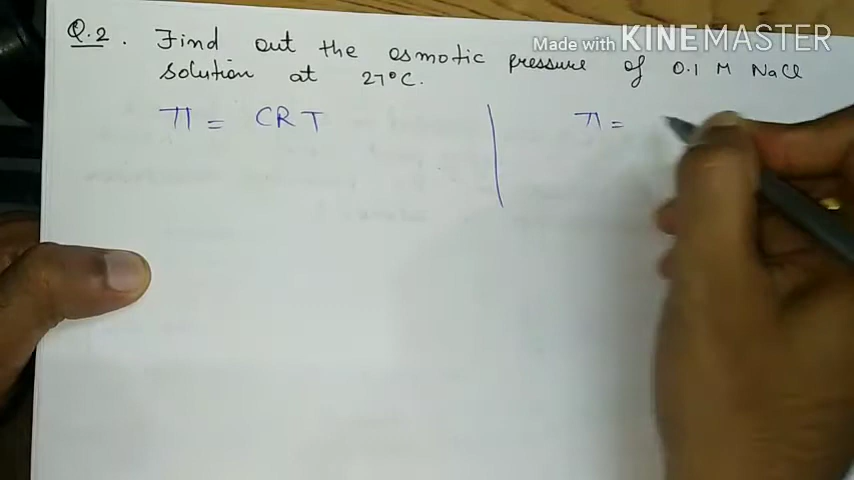 Q.2. Find out the osmotic pressure of 0.1 M NaCl
solution at 27°C.
π = CRT
π =
Made with KINEMASTER